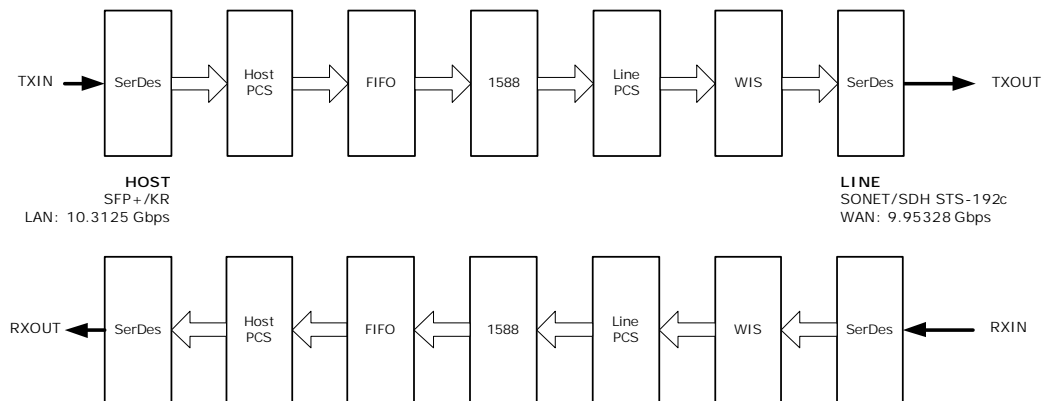 TXIN
SerDes
Host
PCS
FIFO
1588
Line
PCS
WIS
SerDes
TXOUT
HOST
SFP+/KR
LAN: 10.3125 Gbps
LINE
SONET/SDH STS-192c
WAN: 9.95328 Gbps
RXOUT
SerDes
Host
PCS
FIFO
1588
Line
PCS
WIS
SerDes
RXIN